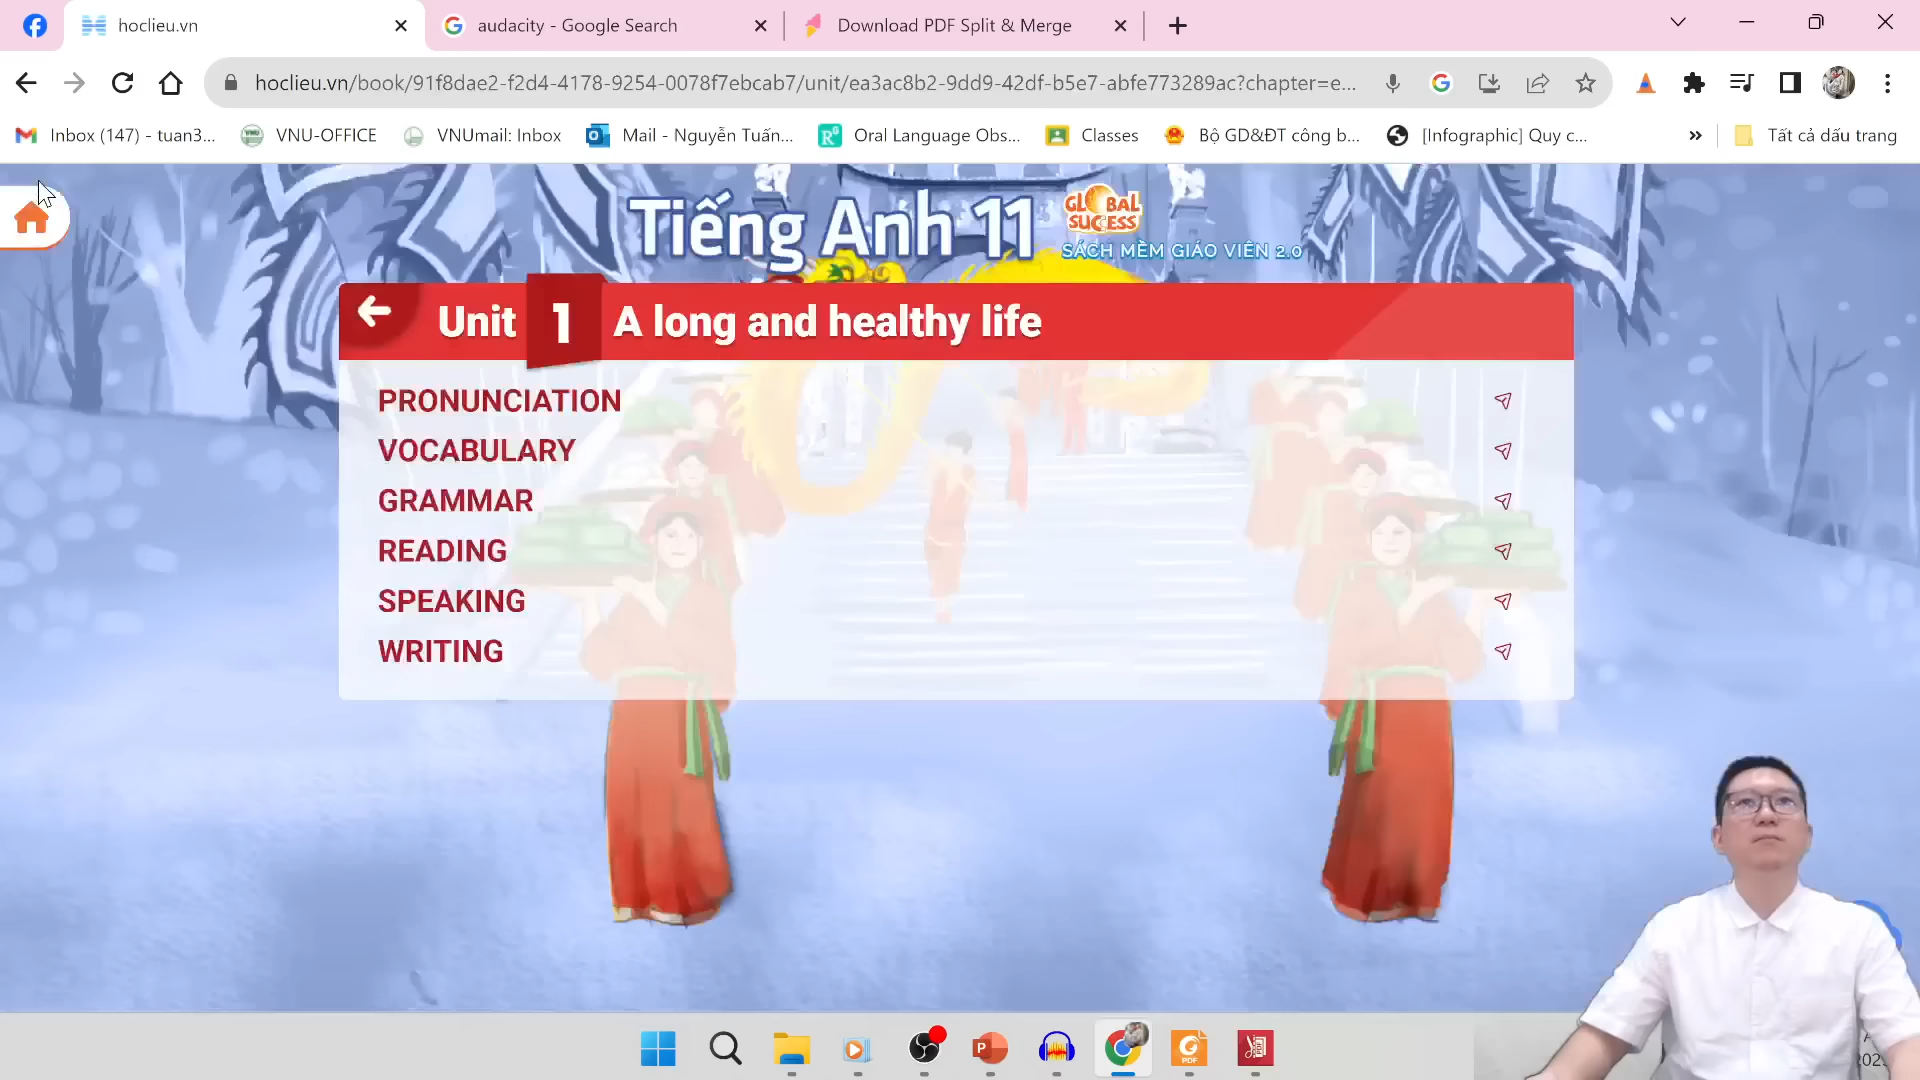 hoclieu.vn
audacity - Google Search
Download PDF Split & Merge
hoclieu.vn/book/91f8dae2-f2d4-4178-9254-0078f7ebcab7/unit/ea3ac8b2-9dd9-42df-b5e7-abfe773289ac?chapter=e...
Inbox (147) - tuan3...
VNU-OFFICE
VNUmail: Inbox
Mail - Nguyễn Tuấn...
Oral Language Obs...
Classes
Bộ GD&ĐT công b...
[Infographic] Quy c...
Tất cả dấu trang
Tiếng Anh 11
GLOBAL
SUCCESS
SÁCH MỀM GIÁO VIÊN 2.0
Unit 1 A long and healthy life
PRONUNCIATION
VOCABULARY
GRAMMAR
READING
SPEAKING
WRITING